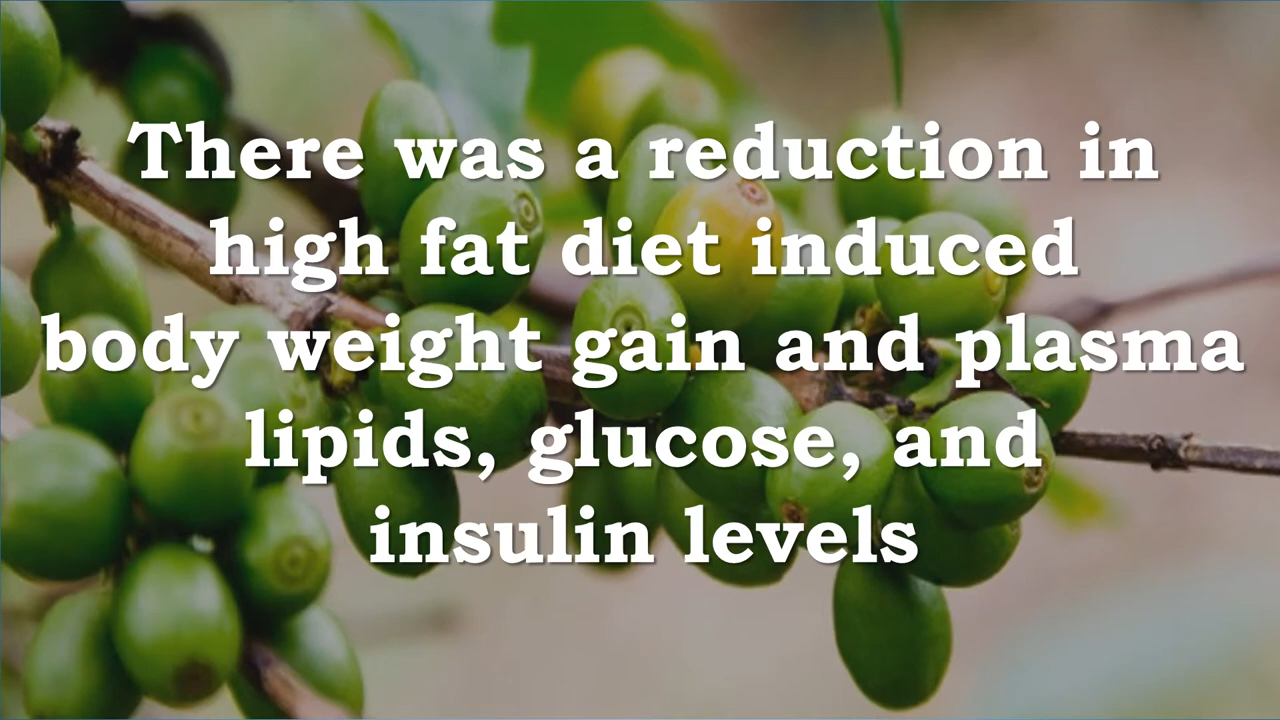 There was a reduction in
high fat diet induced
body weight gain and plasma
lipids, glucose, and
insulin levels